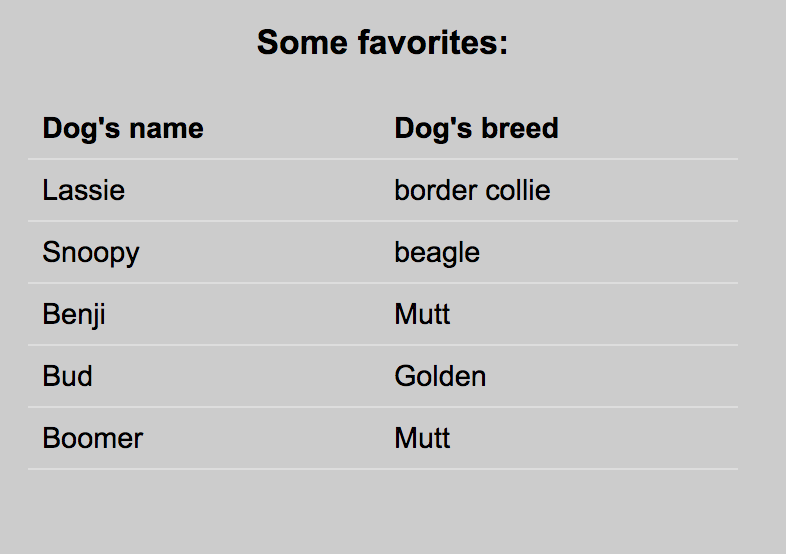 Some favorites:
Dog's name Dog's breed
Lassie border collie
Snoopy beagle
Benji Mutt
Bud Golden
Boomer Mutt